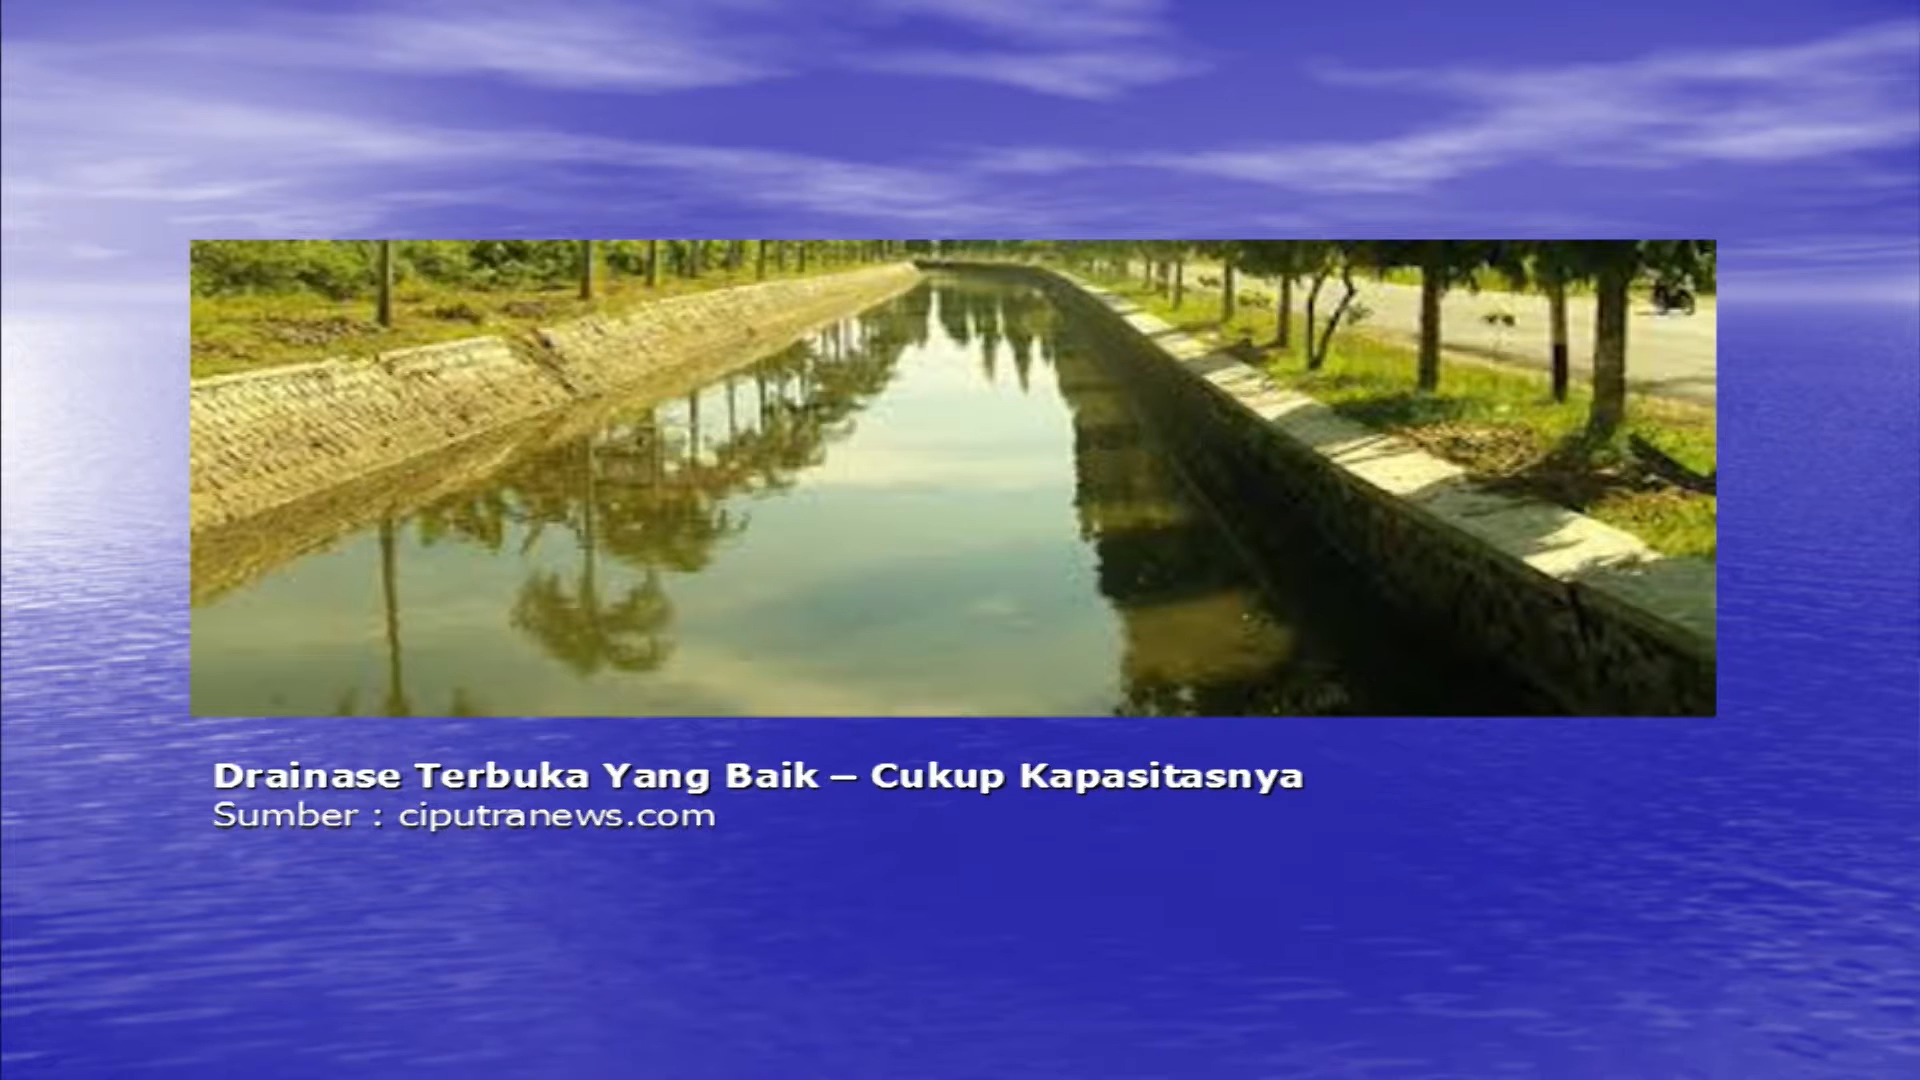 Drainase Terbuka Yang Baik – Cukup Kapasitasnya
Sumber : ciputranews.com